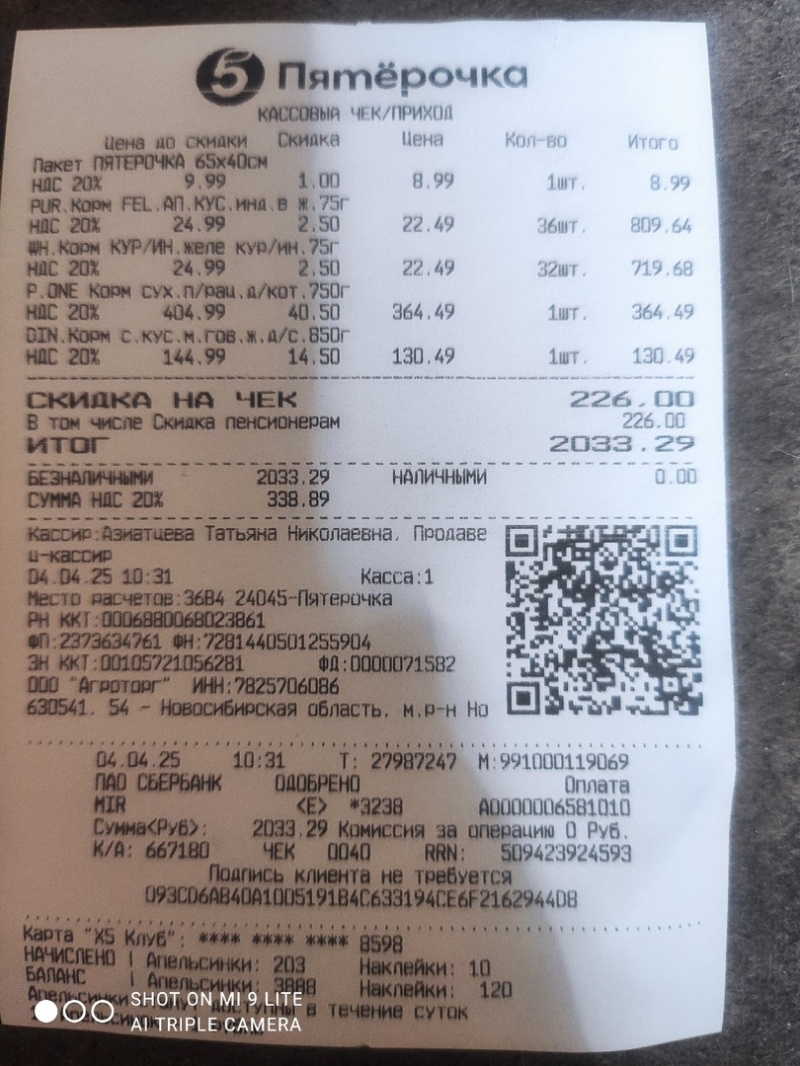 5 Пятёрочка
КАССОВЫЙ ЧЕК/ПРИХОД
Цена до скидки Скидка Цена Кол-во Итого
Пакет ПЯТЕРОЧКА 65х40см
НДС 20% 9.99 1.00 8.99 1шт. 8.99
PUR.Корм FEL.АП.КУС.инд.в ж.75г
НДС 20% 24.99 2.50 22.49 36шт. 809.64
WH.Корм КУР/ИН.желе кур/ин.75г
НДС 20% 24.99 2.50 22.49 32шт. 719.68
P.ONE Корм сух.п/рац.д/кот.750г
НДС 20% 404.99 40.50 364.49 1шт. 364.49
DIN.Корм с.кус.м.гов.ж.д/с.850г
НДС 20% 144.99 14.50 130.49 1шт. 130.49
СКИДКА НА ЧЕК 226.00
В том числе Скидка пенсионерам 226.00
ИТОГ 2033.29
БЕЗНАЛИЧНЫМИ 2033.29 НАЛИЧНЫМИ 0.00
СУММА НДС 20% 338.89
Кассир:Азиатцева Татьяна Николаевна. Продаве
ц-кассир
04.04.25 10:31 Касса:1
Место расчетов:36В4 24045-Пятерочка
РН ККТ:0006880068023861
ФП:2373634761 ФН:7281440501255904
ЗН ККТ:00105721056281 ФД:0000071582
ООО "Агроторг" ИНН:7825706086
630541. 54 - Новосибирская область. м.р-н Но
04.04.25 10:31 Т: 27987247 М:991000119069
ПАО СБЕРБАНК ОДОБРЕНО Оплата
MIR <E> *3238 A0000006581010
Сумма<Руб>: 2033.29 Комиссия за операцию 0 Руб.
К/А: 667180 ЧЕК 0040 RRN: 509423924593
Подпись клиента не требуется
093CD6AB40A1DD5191B4C633194CE6F2162944D8
Карта "X5 Клуб": **** **** **** 8598
НАЧИСЛЕНО | Апельсинки: 203 Наклейки: 10
БАЛАНС | Апельсинки: 3888 Наклейки: 120
Апельсинки доступны в течение суток
SHOT ON MI 9 LITE
AI TRIPLE CAMERA